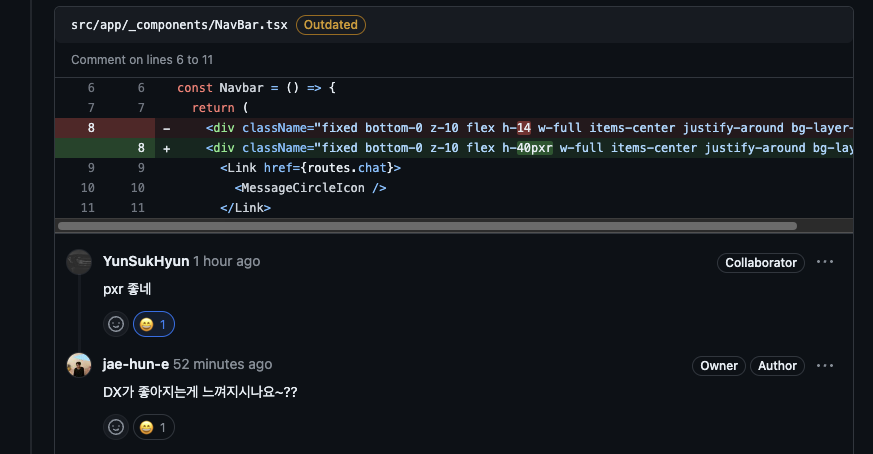 src/app/_components/NavBar.tsx Outdated
Comment on lines 6 to 11
6 6 const Navbar = () => {
7 7 return (
8 - <div className="fixed bottom-0 z-10 flex h-14 w-full items-center justify-around bg-layer-
8 + <div className="fixed bottom-0 z-10 flex h-40pxr w-full items-center justify-around bg-lay
9 9 <Link href={routes.chat}>
10 10 <MessageCircleIcon />
11 11 </Link>
YunSukHyun 1 hour ago Collaborator ···
pxr 좋네
😄 1
jae-hun-e 52 minutes ago Owner Author ···
DX가 좋아지는게 느껴지시나요~??
😄 1